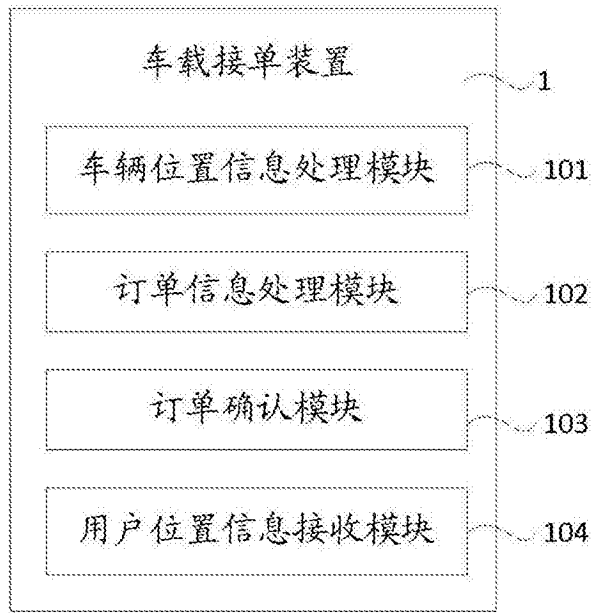 车载接单装置
1
车辆位置信息处理模块
101
订单信息处理模块
102
订单确认模块
103
用户位置信息接收模块
104